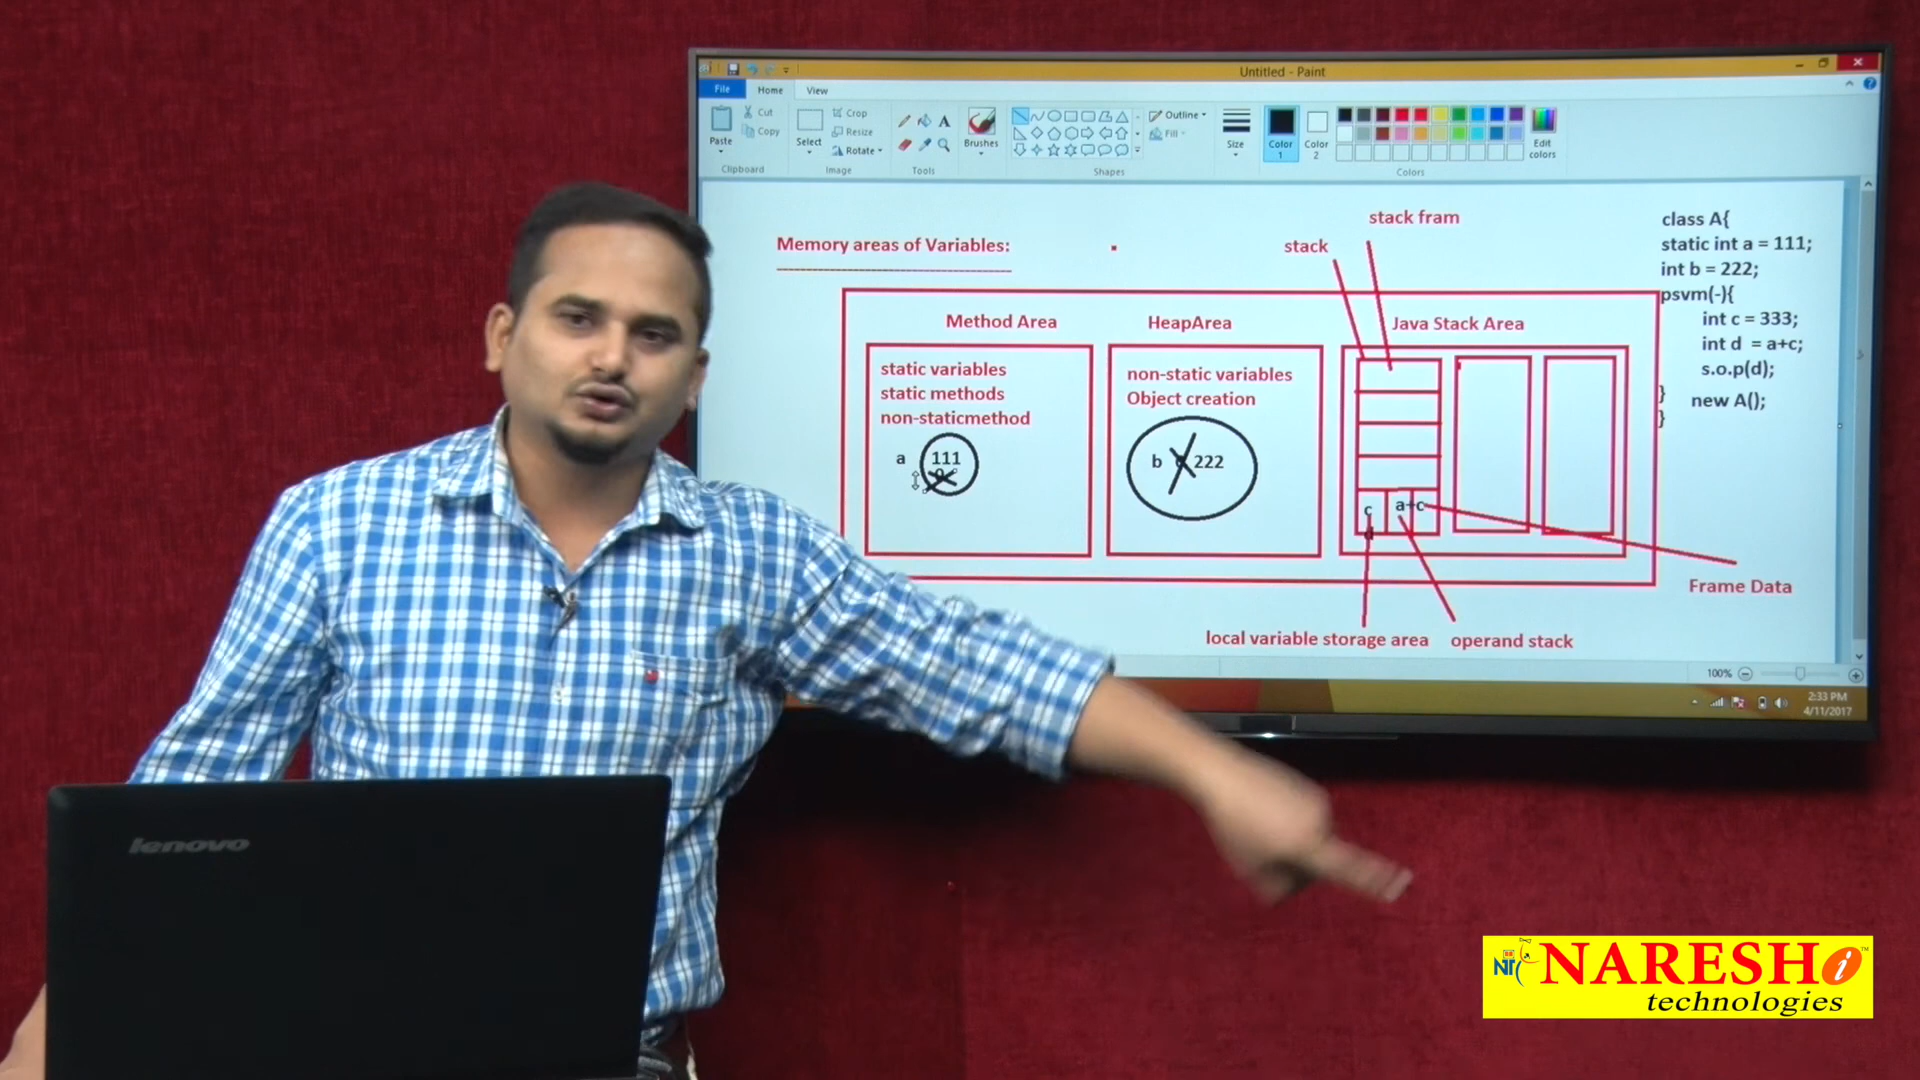 Untitled - Paint
File Home View
Cut
Copy
Paste
Clipboard
Crop
Resize
Rotate
Select
Image
Tools
Brushes
Outline
Fill
Shapes
Size
Color 1
Color 2
Edit colors
Colors
Memory areas of Variables:
stack
stack fram
Method Area
HeapArea
Java Stack Area
static variables
static methods
non-staticmethod
a 111
non-static variables
Object creation
b 222
c
d
a+c
local variable storage area
operand stack
Frame Data
class A{
static int a = 111;
int b = 222;
psvm(-){
int c = 333;
int d = a+c;
s.o.p(d);
}
new A();
}
100%
2:33 PM
4/11/2017
lenovo
NARESH i
technologies